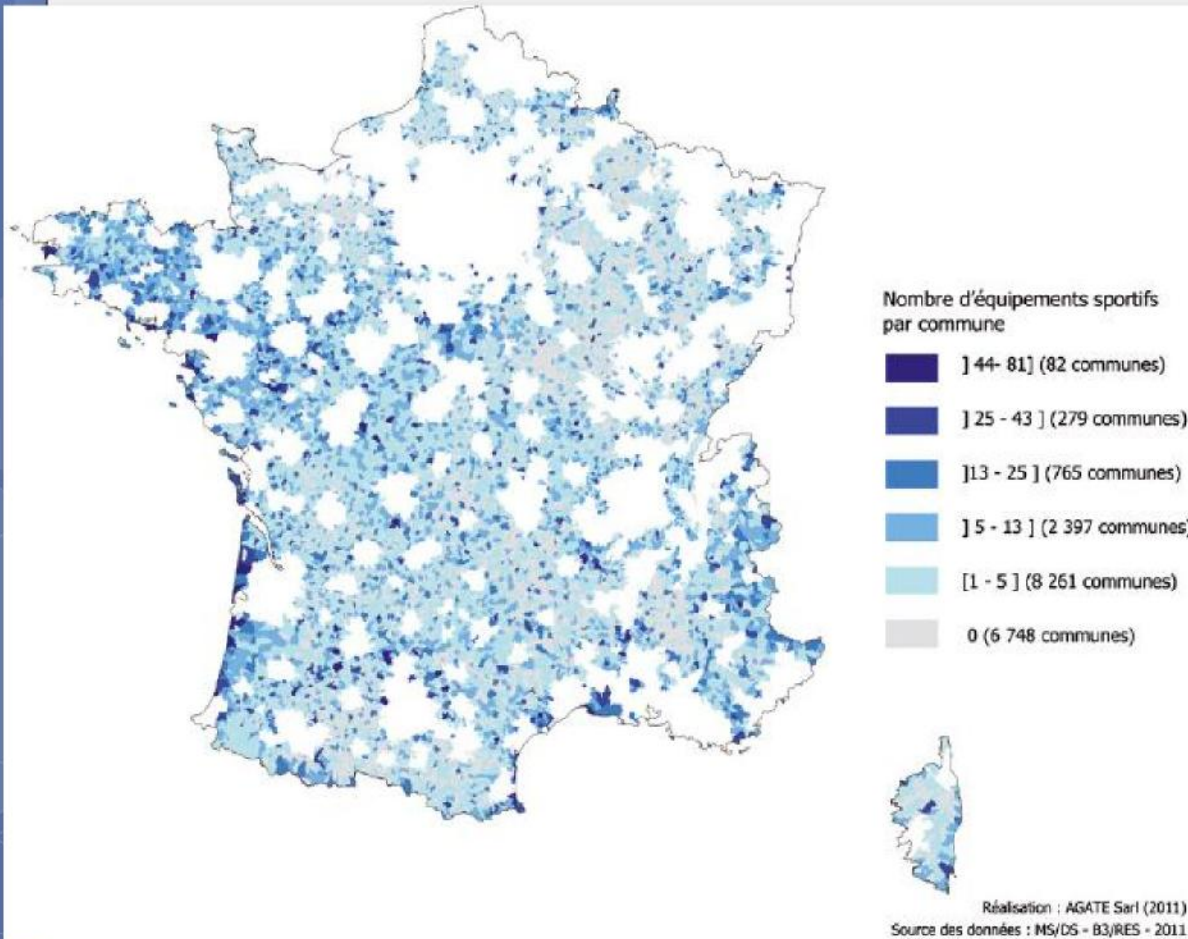 Nombre d'équipements sportifs
par commune
] 44- 81] (82 communes)
] 25 - 43 ] (279 communes)
]13 - 25 ] (765 communes)
] 5 - 13 ] (2 397 communes)
[1 - 5 ] (8 261 communes)
0 (6 748 communes)
Réalisation : AGATE Sarl (2011)
Source des données : MS/DS - B3/RES - 2011